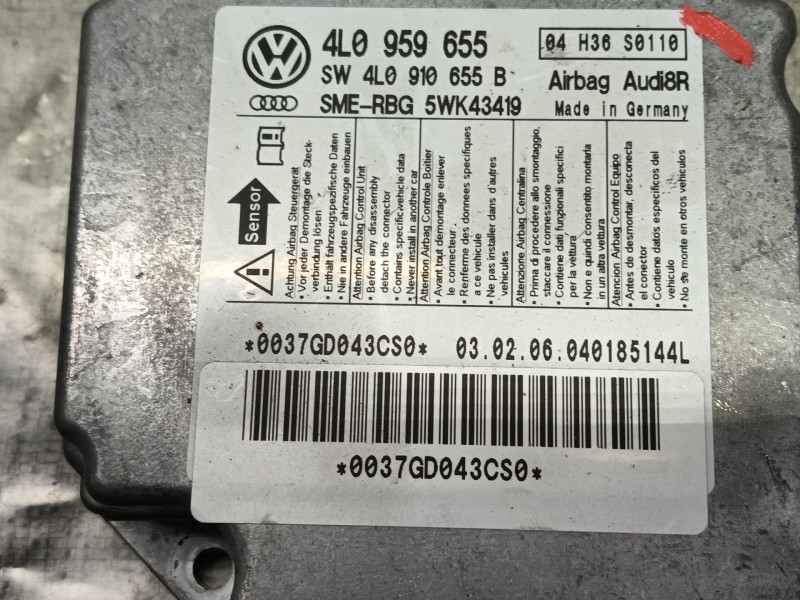 4L0 959 655
04 H36 S0110
SW 4L0 910 655 B
Airbag Audi8R
SME-RBG 5WK43419
Made in Germany
Sensor
Achtung Airbag Steuergerät
• Vor jeder Demontage die Steck-
verbindung lösen
• Enthält fahrzeugspezifische Daten
• Nie in andere Fahrzeuge einbauen
Attention Airbag Control Unit
• Before any disassembly
detach the connector
• Contains specificvehicle data
• Never install in another car
Attention Airbag Controle Boitier
• Avant tout demontage enlever
le connecteur
• Renferme des donnees specifiques
a ce vehicule
• Ne pas installer dans d'autres
vehicules
Attenzione Airbag Centralina
• Prima di procedere allo smontaggio,
staccare il connessione
• Contiene dati funzionali specifici
per la vettura
• Non e quindi consentito montarla
in un altra vettura
Atencion Airbag Control Equipo
• Antes de desmontar, desconecta
el conector
• Contiene datos especificos del
vehiculo
• No se monte en otros vehiculos
*0037GD043CS0* 03.02.06.040185144L
*0037GD043CS0*